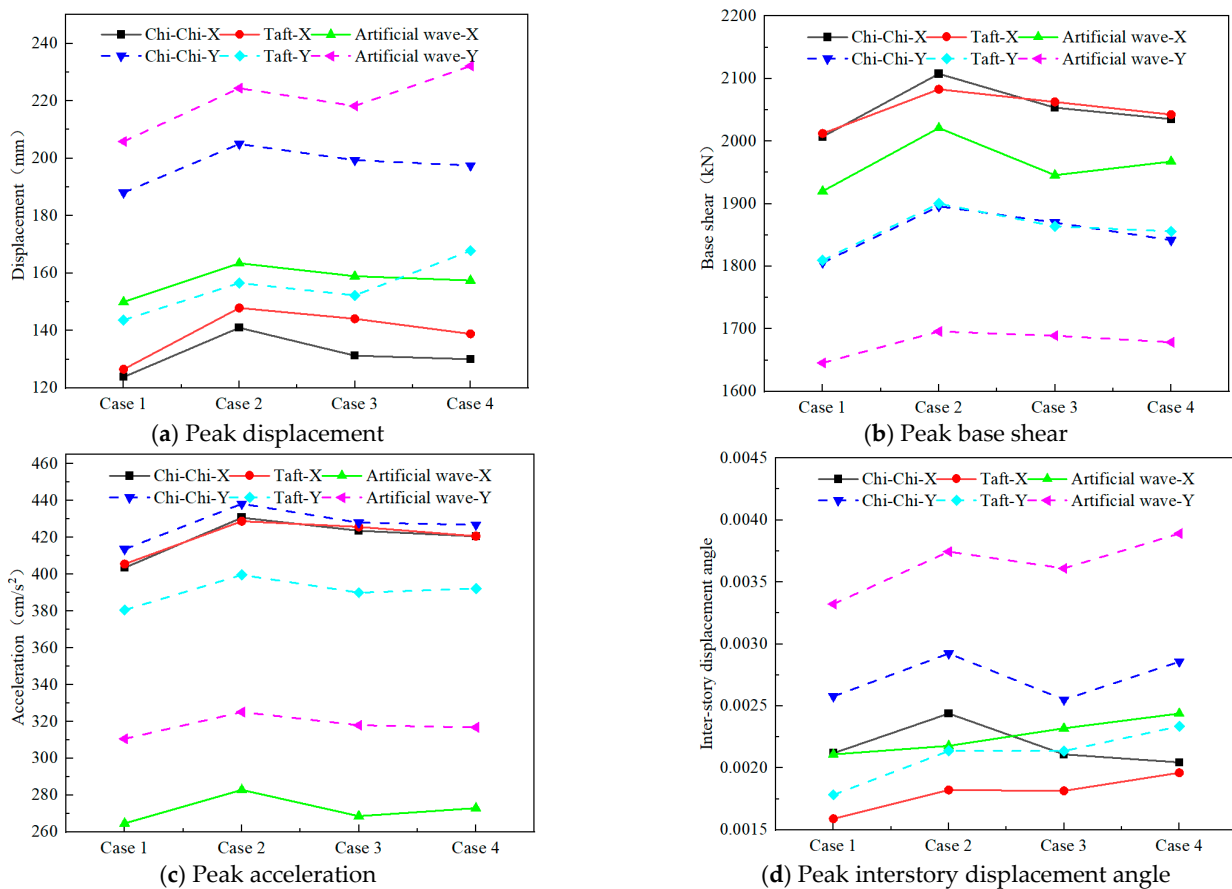 240
220
200
180
160
140
120
Displacement (mm)
Chi-Chi-X Taft-X Artificial wave-X
Chi-Chi-Y Taft-Y Artificial wave-Y
Case 1 Case 2 Case 3 Case 4
(a) Peak displacement
2200
2100
2000
1900
1800
1700
1600
Base shear (kN)
Chi-Chi-X Taft-X Artificial wave-X
Chi-Chi-Y Taft-Y Artificial wave-Y
Case 1 Case 2 Case 3 Case 4
(b) Peak base shear
460
440
420
400
380
360
340
320
300
280
260
Acceleration (cm/s²)
Chi-Chi-X Taft-X Artificial wave-X
Chi-Chi-Y Taft-Y Artificial wave-Y
Case 1 Case 2 Case 3 Case 4
(c) Peak acceleration
0.0045
0.0040
0.0035
0.0030
0.0025
0.0020
0.0015
Inter-story displacement angle
Chi-Chi-X Taft-X Artificial wave-X
Chi-Chi-Y Taft-Y Artificial wave-Y
Case 1 Case 2 Case 3 Case 4
(d) Peak interstory displacement angle